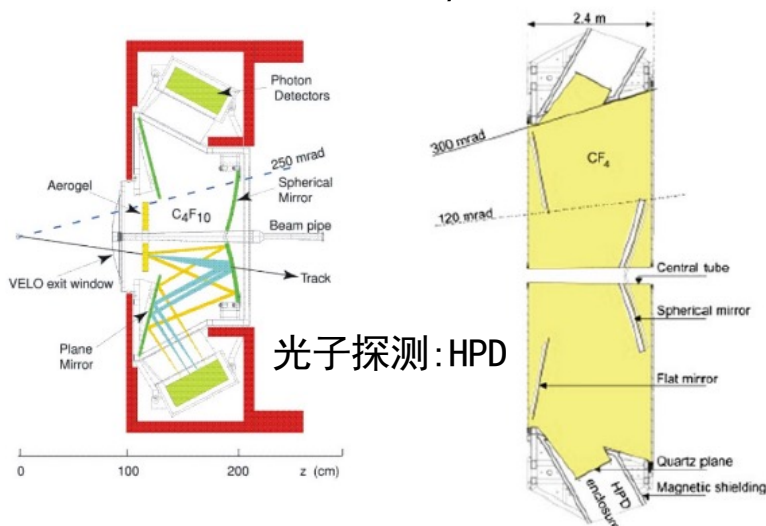 Photon
Detectors
250 mrad
Aerogel
C₄F₁₀
Spherical
Mirror
Beam pipe
VELO exit window
Track
Plane
Mirror
光子探测:HPD
0
100
200
z (cm)
2.4 m
300 mrad
CF₄
120 mrad
Central tube
Spherical mirror
Flat mirror
Quartz plane
HPD
enclosure
Magnetic shielding